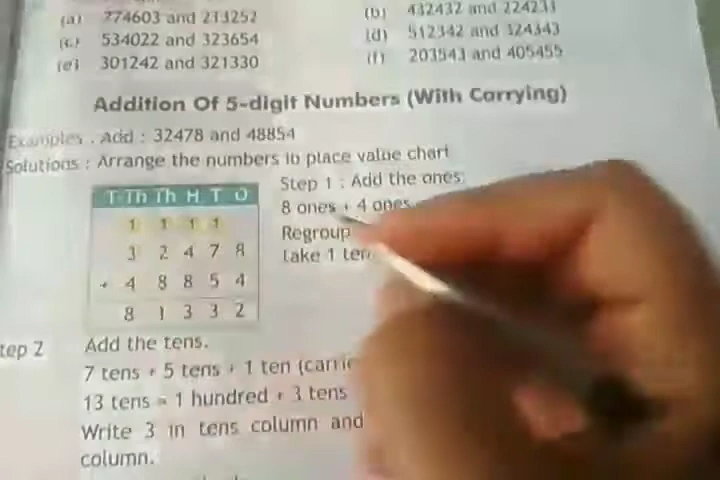 (a) 774603 and 213252
(b) 432432 and 224231
(c) 534022 and 323654
(d) 512342 and 324343
(e) 301242 and 321330
(f) 203543 and 405455
Addition Of 5-digit Numbers (With Carrying)
Examples : Add : 32478 and 48854
Solutions : Arrange the numbers in place value chart
T Th Th H T O
1 1 1 1
3 2 4 7 8
+ 4 8 8 5 4
8 1 3 3 2
Step 1 : Add the ones.
8 ones + 4 ones
Regroup
Take 1 ten
tep 2 Add the tens.
7 tens + 5 tens + 1 ten (carrie
13 tens = 1 hundred + 3 tens
Write 3 in tens column and
column.